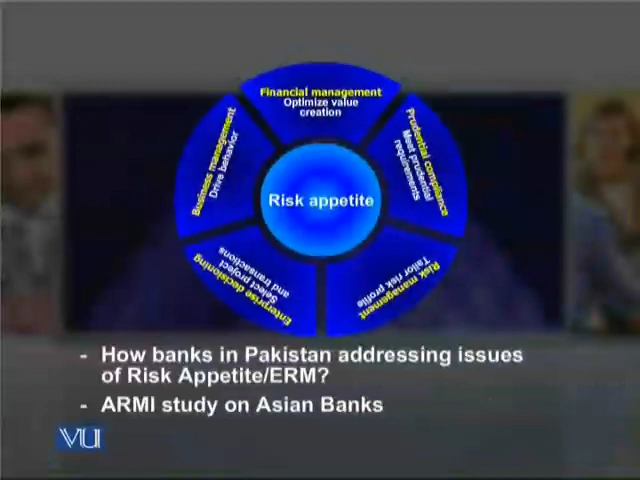 Financial management
Optimize value
creation
Prudential compliance
Meet prudential
requirements
Risk management
Tailor risk profile
Enterprise decisioning
Select project
and transactions
Business management
Drive behavior
Risk appetite
- How banks in Pakistan addressing issues
of Risk Appetite/ERM?
- ARMI study on Asian Banks
VU